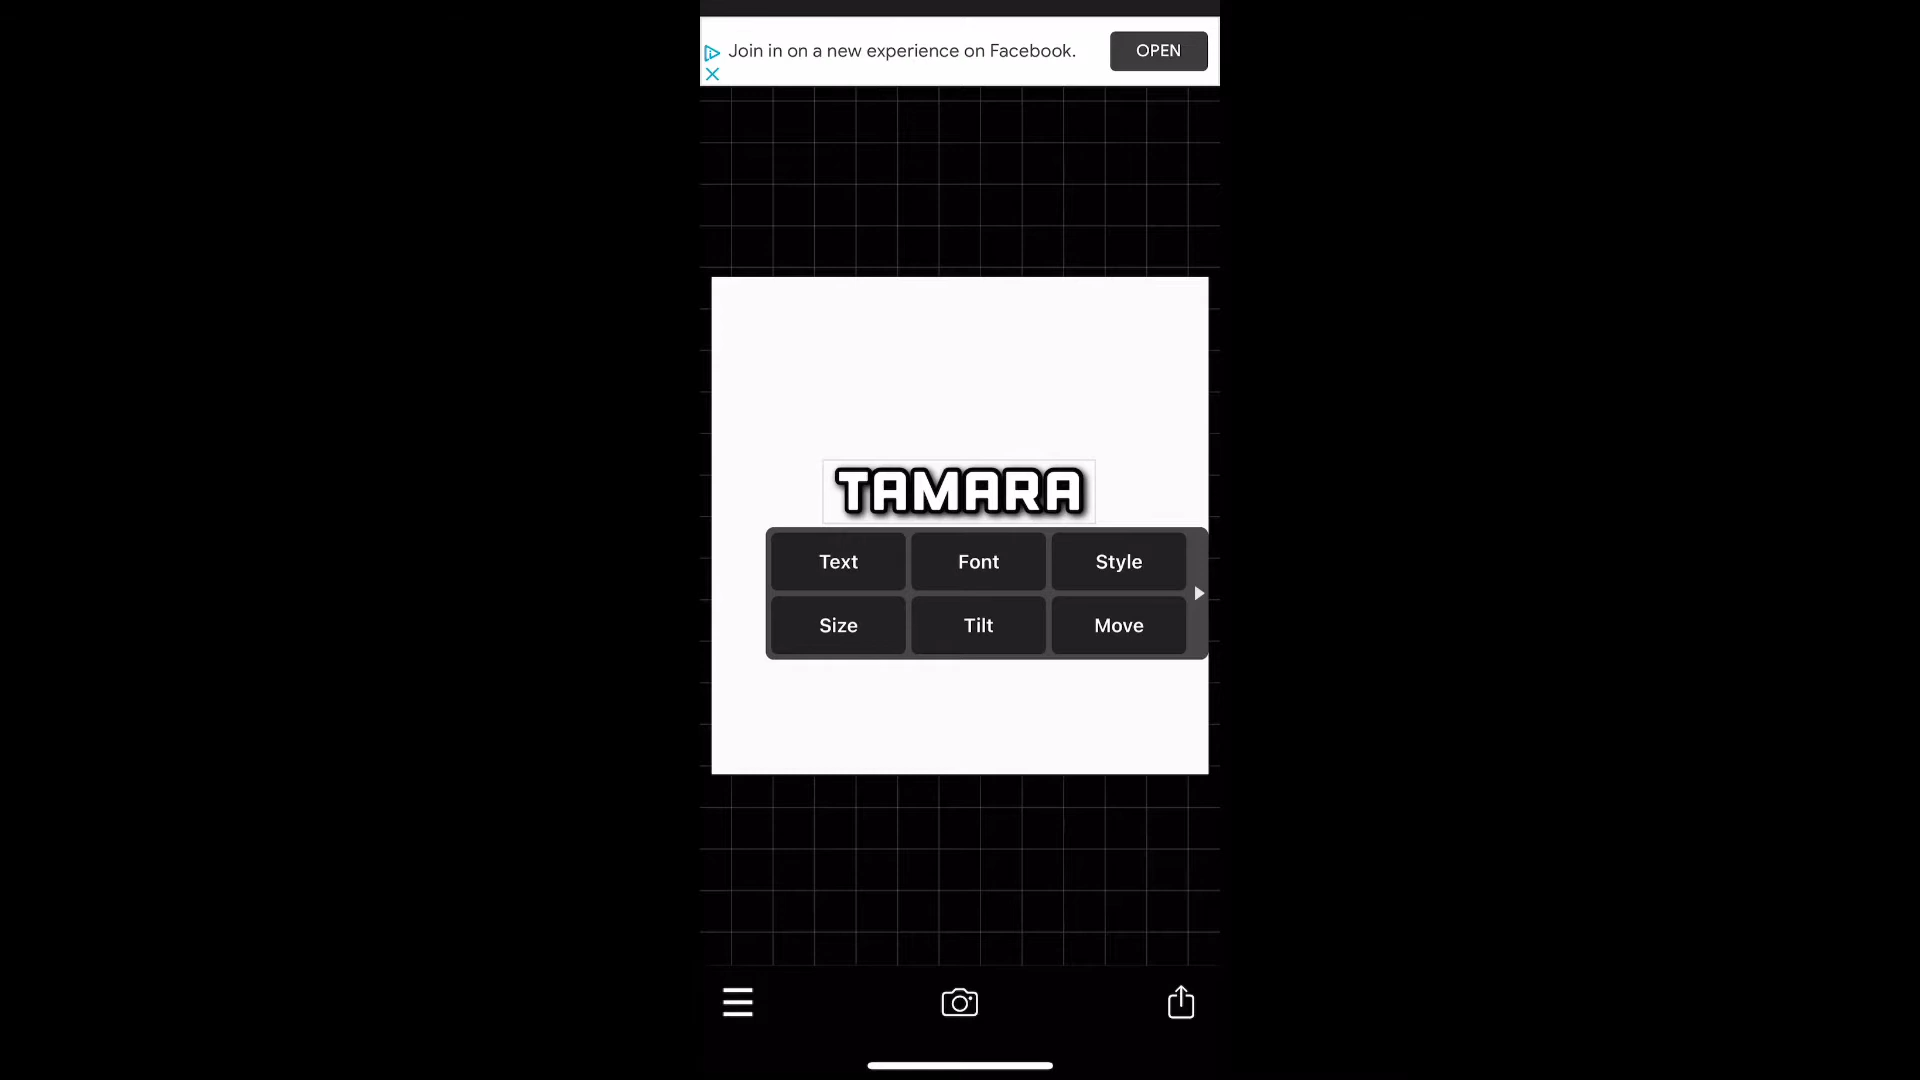 Join in on a new experience on Facebook.
OPEN
TAMARA
Text Font Style
Size Tilt Move